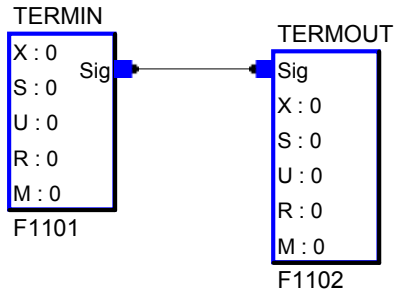 TERMIN
X : 0
Sig
S : 0
U : 0
R : 0
M : 0
F1101
TERMOUT
Sig
X : 0
S : 0
U : 0
R : 0
M : 0
F1102